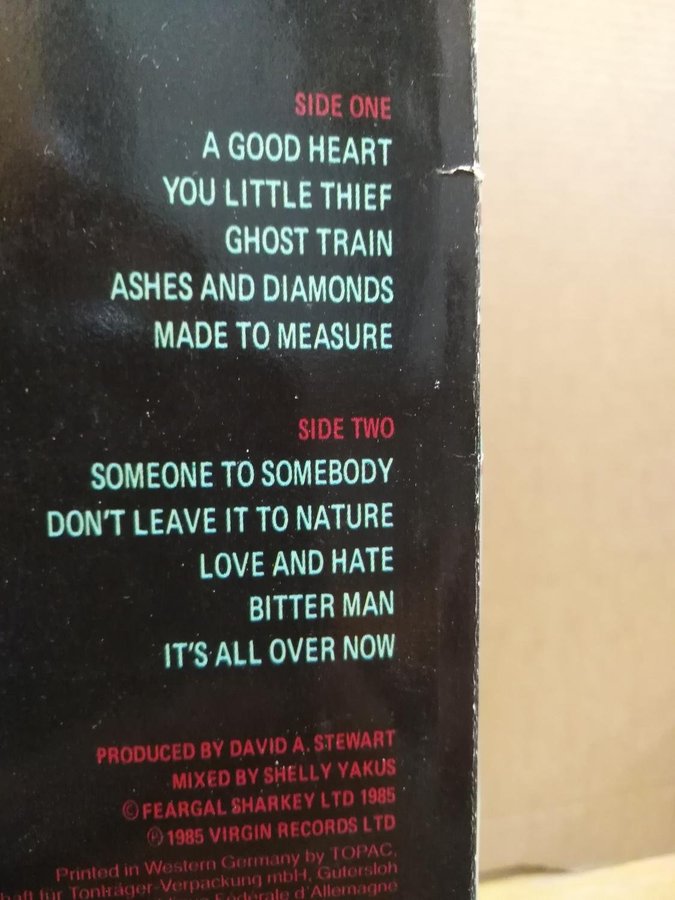 SIDE ONE
A GOOD HEART
YOU LITTLE THIEF
GHOST TRAIN
ASHES AND DIAMONDS
MADE TO MEASURE
SIDE TWO
SOMEONE TO SOMEBODY
DON'T LEAVE IT TO NATURE
LOVE AND HATE
BITTER MAN
IT'S ALL OVER NOW
PRODUCED BY DAVID A. STEWART
MIXED BY SHELLY YAKUS
©FEARGAL SHARKEY LTD 1985
℗1985 VIRGIN RECORDS LTD
Printed in Western Germany by TOPAC,
für Tonträger-Verpackung mbH, Gutersloh
Fédérale d'Allemagne